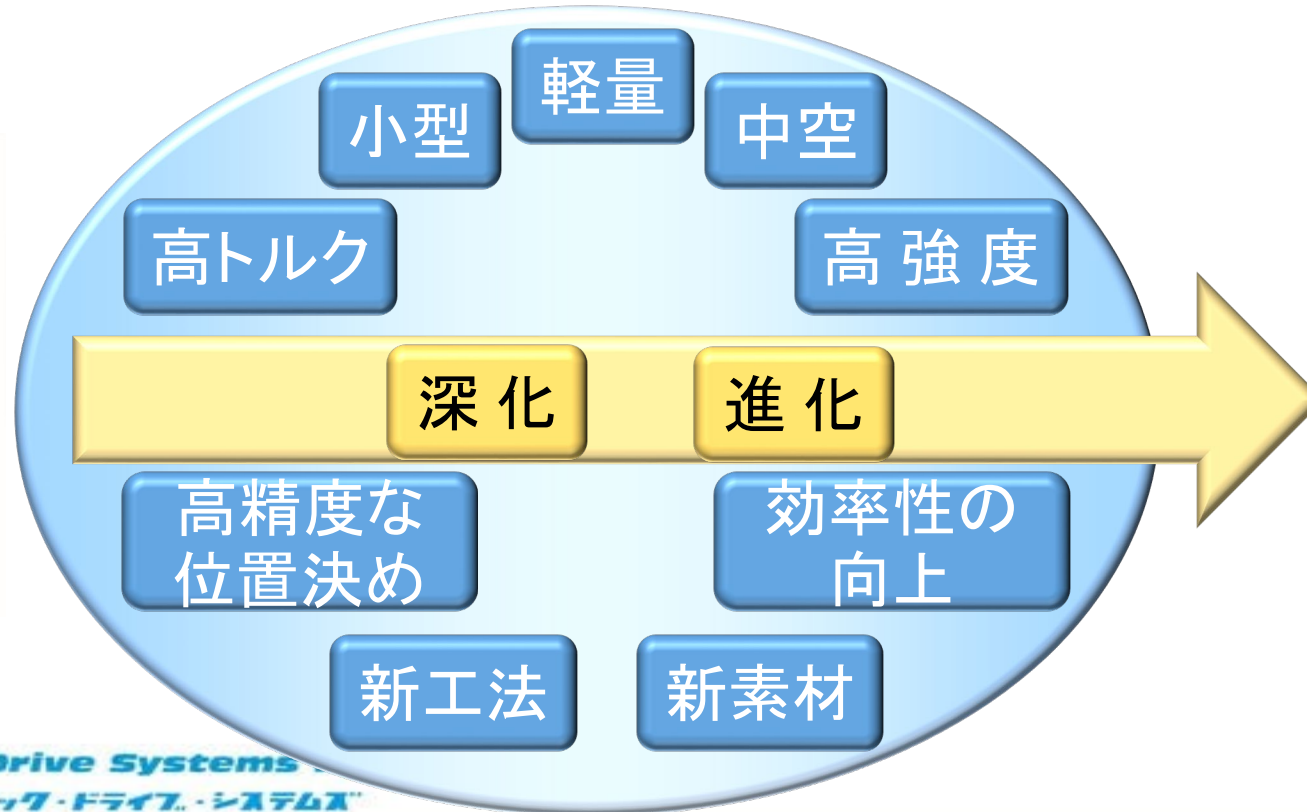 軽量
小型
中空
高トルク
高 強 度
深 化
進 化
高精度な
位置決め
効率性の
向上
新工法
新素材
Drive Systems
ック・ドライブ・システムズ